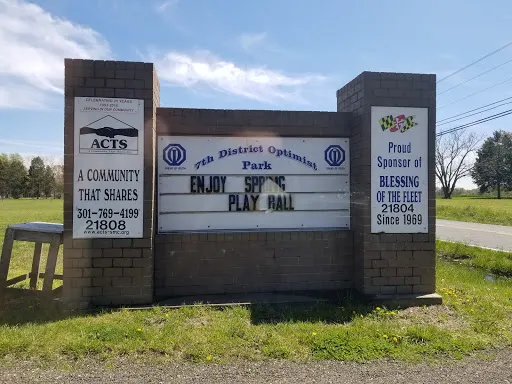 ACTS
A COMMUNITY
THAT SHARES
301-769-4199
21808
7th District Optimist
Park
ENJOY SPRING
PLAY BALL
Proud
Sponsor of
BLESSING
OF THE FLEET
21804
Since 1969